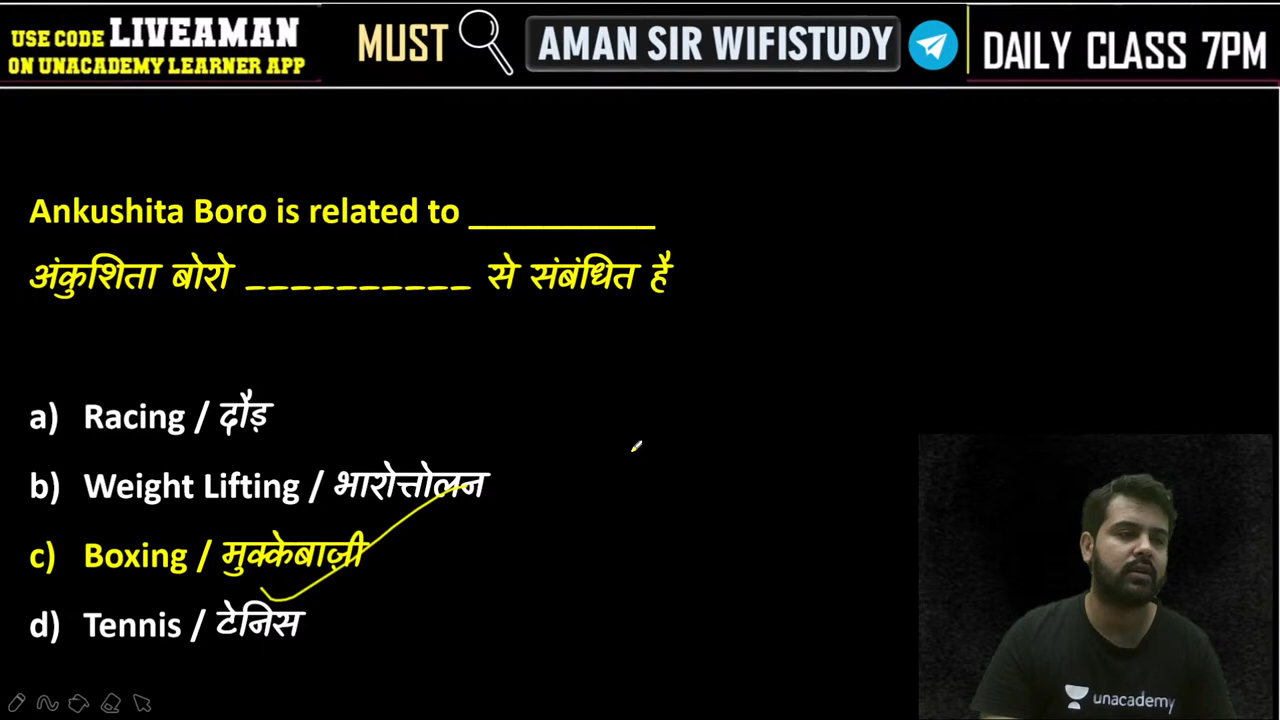 USE CODE LIVEAMAN
ON UNACADEMY LEARNER APP
MUST
AMAN SIR WIFISTUDY
DAILY CLASS 7PM
Ankushita Boro is related to __________
अंकुशिता बोरो __________ से संबंधित है
a) Racing / दौड़
b) Weight Lifting / भारोत्तोलन
c) Boxing / मुक्केबाज़ी
d) Tennis / टेनिस
unacademy